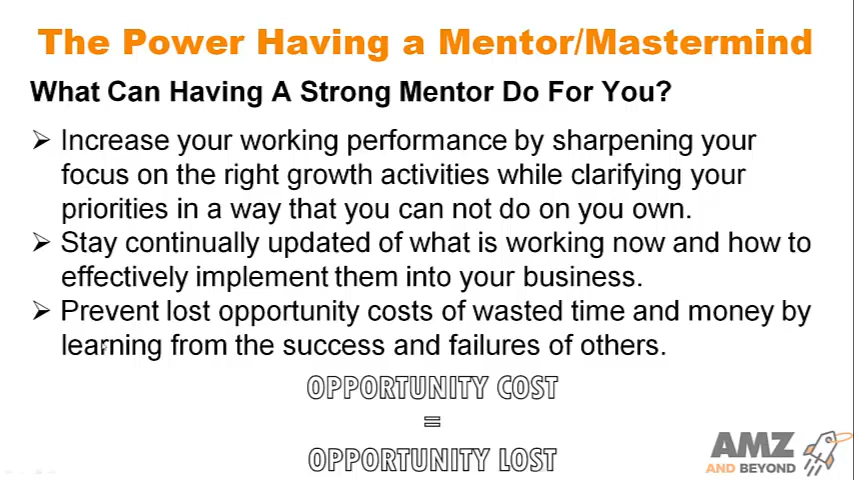 The Power Having a Mentor/Mastermind
What Can Having A Strong Mentor Do For You?
➤ Increase your working performance by sharpening your
focus on the right growth activities while clarifying your
priorities in a way that you can not do on you own.
➤ Stay continually updated of what is working now and how to
effectively implement them into your business.
➤ Prevent lost opportunity costs of wasted time and money by
learning from the success and failures of others.
OPPORTUNITY COST
=
OPPORTUNITY LOST
AMZ
AND BEYOND